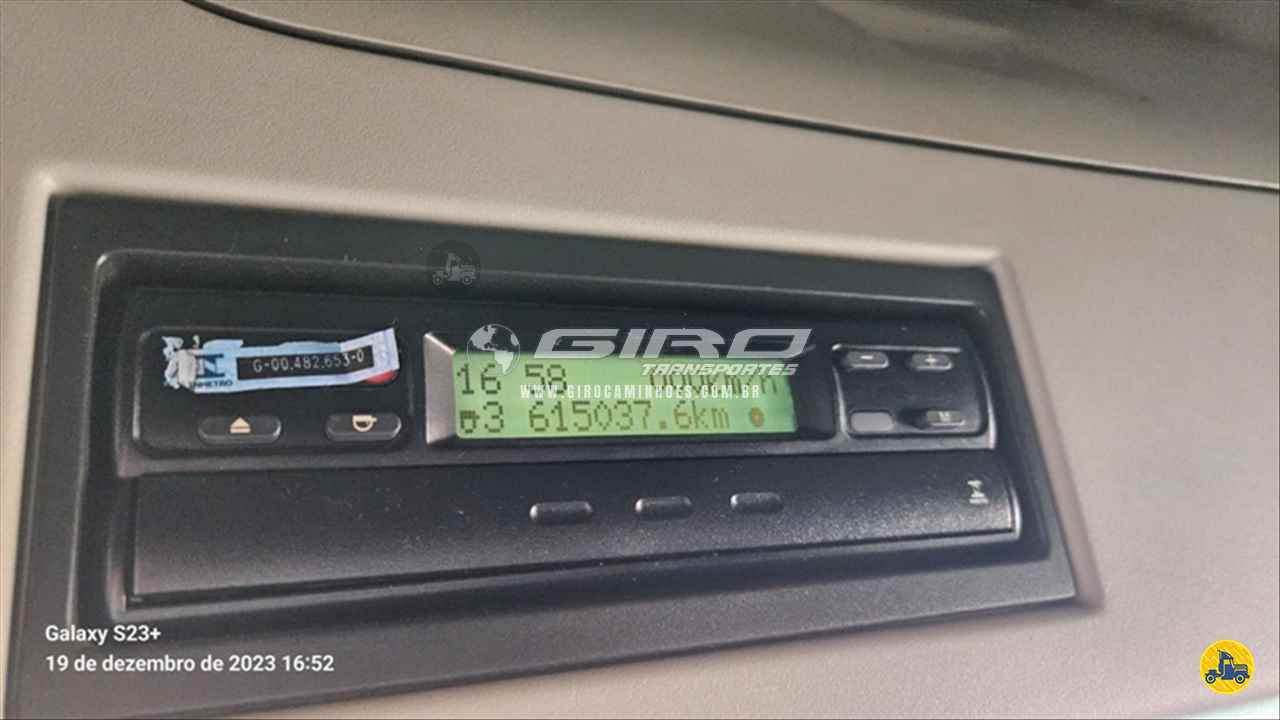 GIRO
TRANSPORTES
WWW.GIROCAMINHOES.COM.BR
INMETRO
G-00.482.653-0
16 58
3 615037.6km
M
Galaxy S23+
19 de dezembro de 2023 16:52